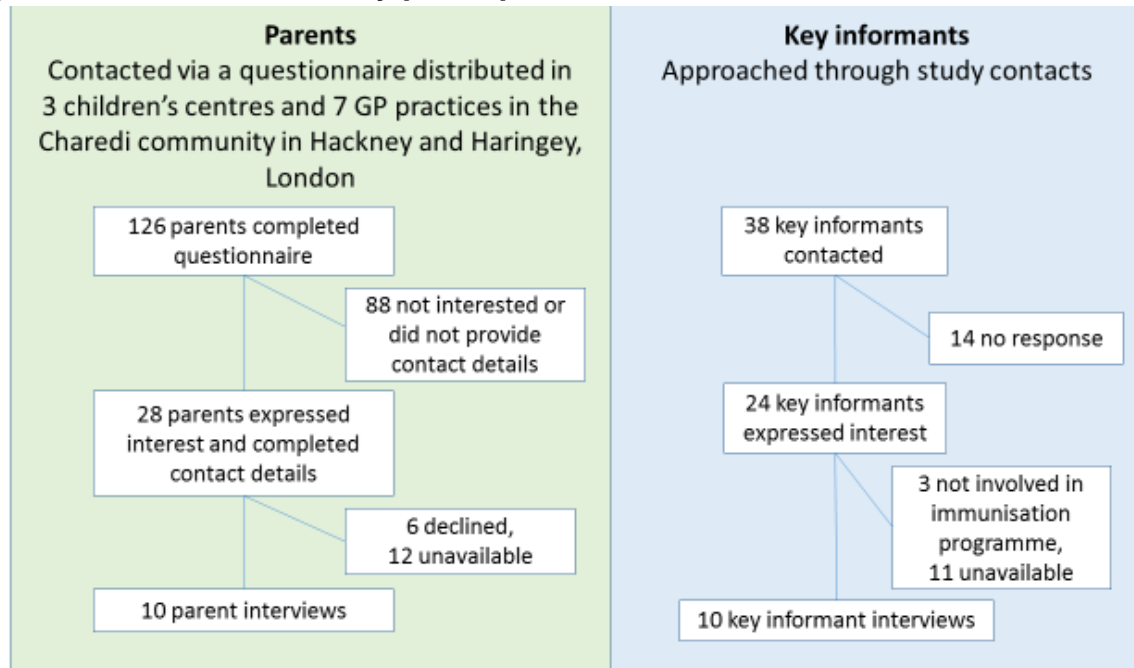 Parents
Contacted via a questionnaire distributed in
3 children's centres and 7 GP practices in the
Charedi community in Hackney and Haringey,
London
126 parents completed
questionnaire
88 not interested or
did not provide
contact details
28 parents expressed
interest and completed
contact details
6 declined,
12 unavailable
10 parent interviews
Key informants
Approached through study contacts
38 key informants
contacted
14 no response
24 key informants
expressed interest
3 not involved in
immunisation
programme,
11 unavailable
10 key informant interviews